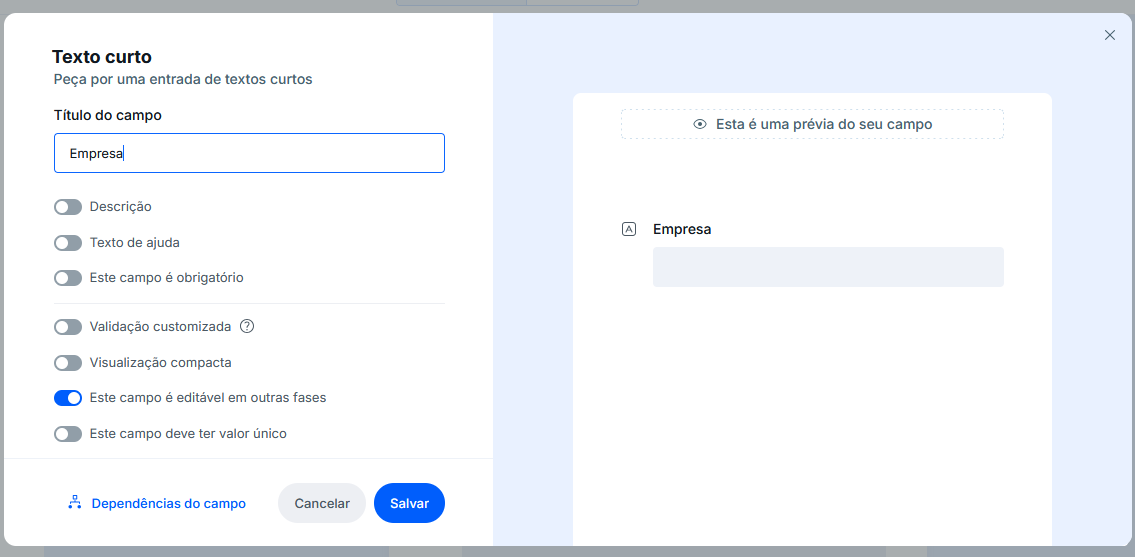 Texto curto
Peça por uma entrada de textos curtos
Título do campo
Empresa
Descrição
Texto de ajuda
Este campo é obrigatório
Validação customizada ?
Visualização compacta
Este campo é editável em outras fases
Este campo deve ter valor único
Dependências do campo
Cancelar
Salvar
Esta é uma prévia do seu campo
A Empresa